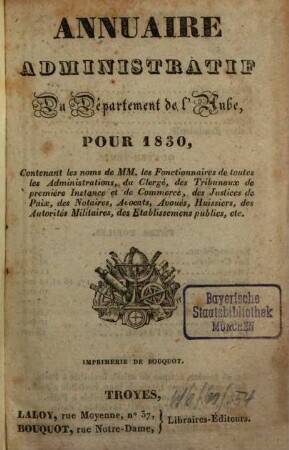 ANNUAIRE
ADMINISTRATIF
Du Département de l'Aube,
POUR 1830,
Contenant les noms de MM. les Fonctionnaires de toutes
les Administrations, du Clergé, des Tribunaux de
première Instance et de Commerce, des Justices de
Paix, des Notaires, Avocats, Avoués, Huissiers, des
Autorités Militaires, des Etablissemens publics, etc.
Bayerische
Staatsbibliothek
MÜNCHEN
IMPRIMERIE DE BOUQUOT.
TROYES,
LALOY, rue Moyenne, n° 37,
BOUQUOT, rue Notre-Dame,
Libraires-Éditeurs.